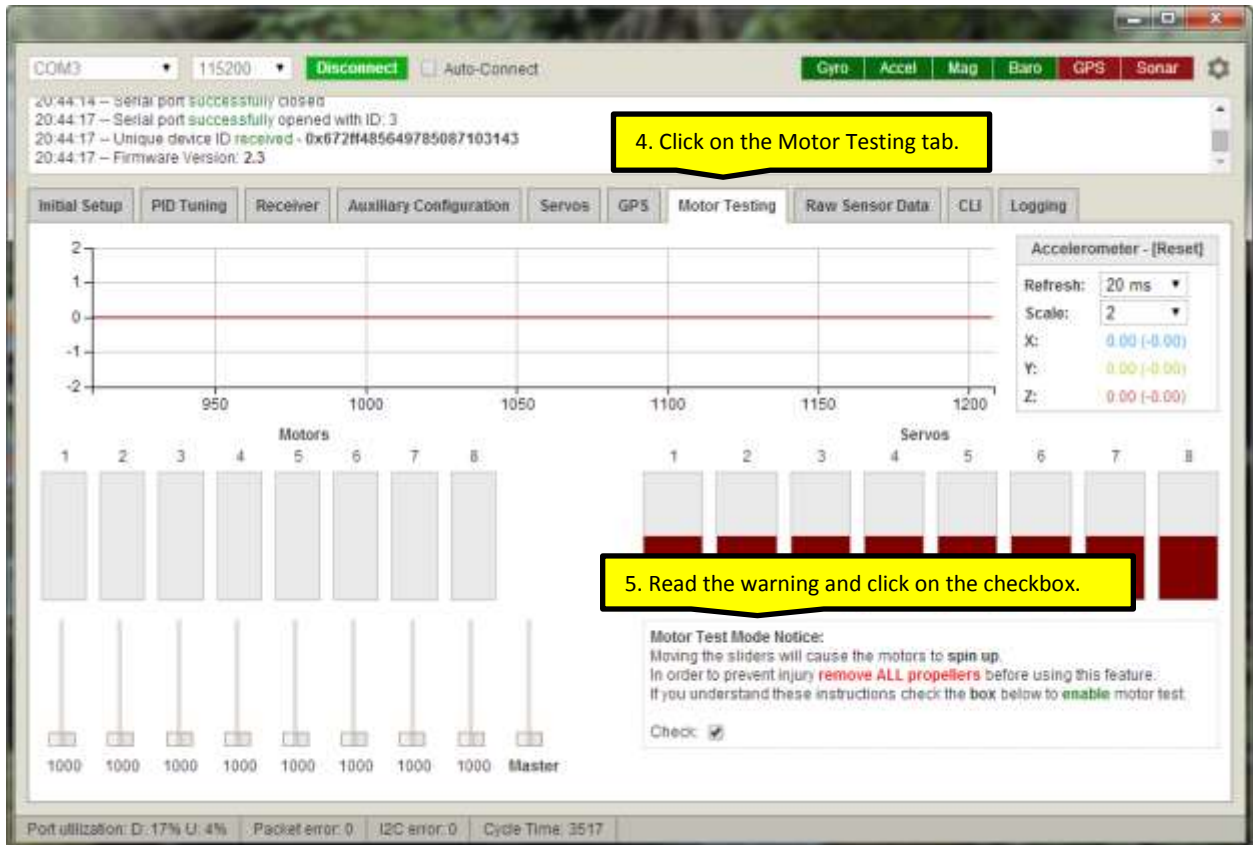 COM3 115200 Disconnect Auto-Connect Gyro Accel Mag Baro GPS Sonar
20:44:14 -- Serial port successfully closed
20:44:17 -- Serial port successfully opened with ID: 3
20:44:17 -- Unique device ID received - 0x672ff485649785087103143
20:44:17 -- Firmware Version: 2.3
4. Click on the Motor Testing tab.
Initial Setup PID Tuning Receiver Auxiliary Configuration Servos GPS Motor Testing Raw Sensor Data CLI Logging
2
1
0
-1
-2
950 1000 1050 1100 1150 1200
Accelerometer - [Reset]
Refresh: 20 ms
Scale: 2
X: 0.00 (-0.00)
Y: 0.00 (-0.00)
Z: 0.00 (-0.00)
Motors
1 2 3 4 5 6 7 8
Servos
1 2 3 4 5 6 7 8
5. Read the warning and click on the checkbox.
Motor Test Mode Notice:
Moving the sliders will cause the motors to spin up.
In order to prevent injury remove ALL propellers before using this feature.
If you understand these instructions check the box below to enable motor test.
Check:
1000 1000 1000 1000 1000 1000 1000 1000 Master
Port utilization: D: 17% U: 4% Packet error: 0 I2C error: 0 Cycle Time: 3517